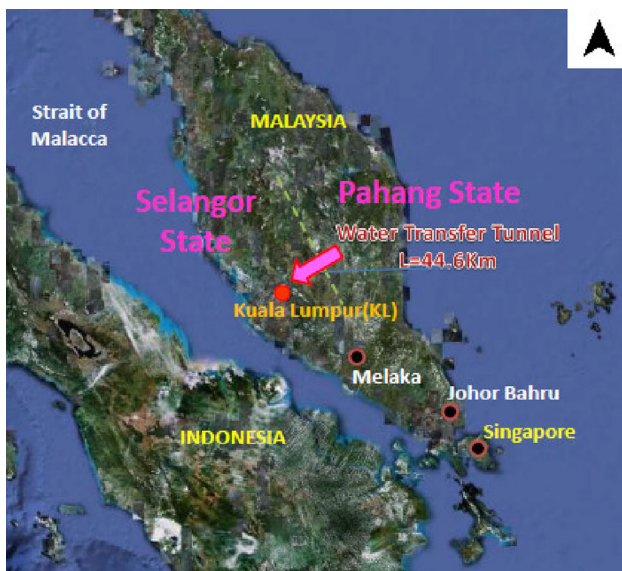 Strait of
Malacca
MALAYSIA
Selangor
State
Pahang State
Water Transfer Tunnel
L=44.6Km
Kuala Lumpur(KL)
Melaka
Johor Bahru
Singapore
INDONESIA